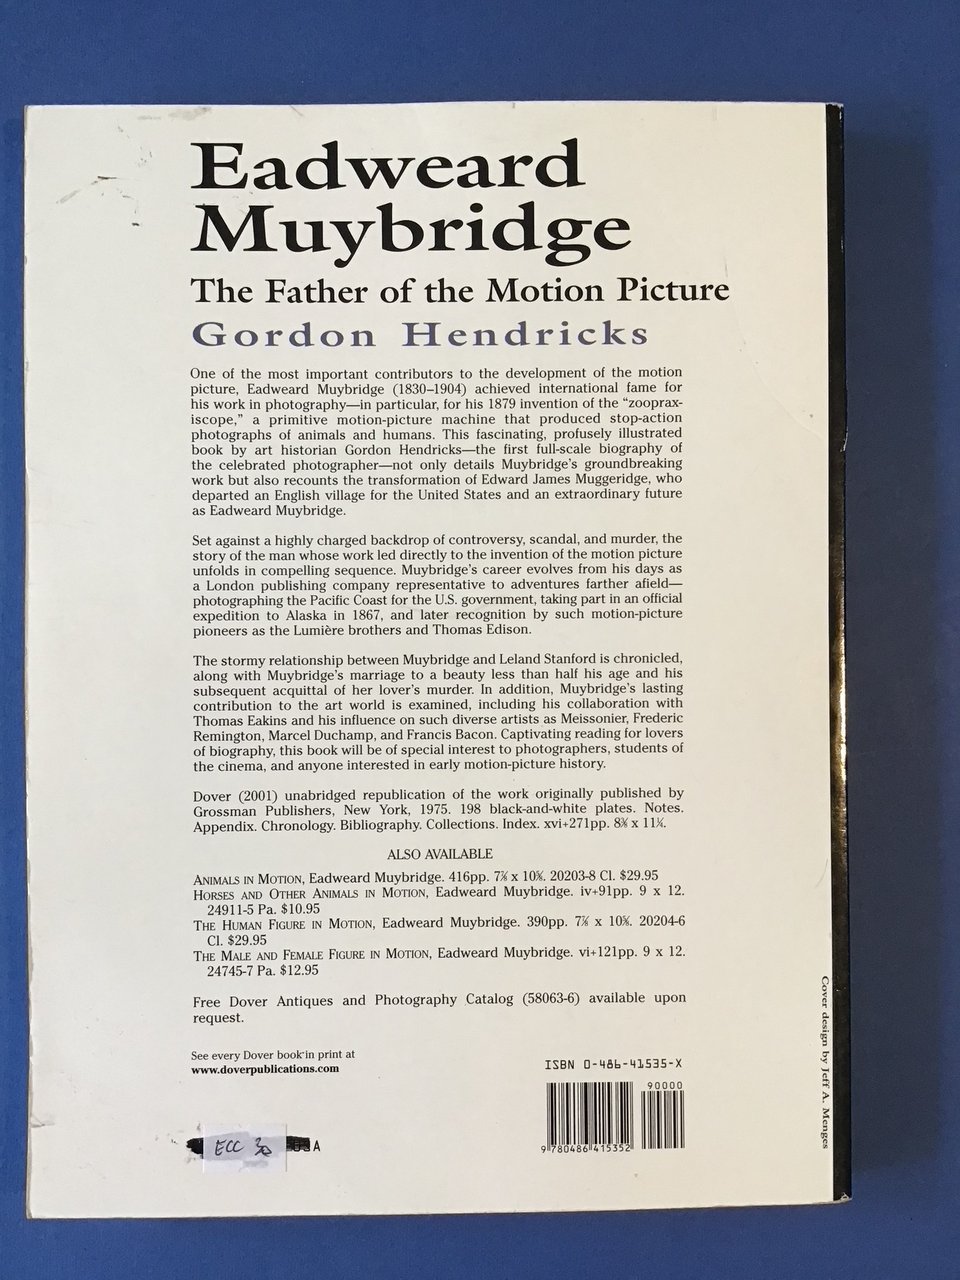 Eadweard
Muybridge
The Father of the Motion Picture
Gordon Hendricks
One of the most important contributors to the development of the motion
picture, Eadweard Muybridge (1830–1904) achieved international fame for
his work in photography—in particular, for his 1879 invention of the “zooprax-
iscope,” a primitive motion-picture machine that produced stop-action
photographs of animals and humans. This fascinating, profusely illustrated
book by art historian Gordon Hendricks—the first full-scale biography of
the celebrated photographer—not only details Muybridge’s groundbreaking
work but also recounts the transformation of Edward James Muggeridge, who
departed an English village for the United States and an extraordinary future
as Eadweard Muybridge.
Set against a highly charged backdrop of controversy, scandal, and murder, the
story of the man whose work led directly to the invention of the motion picture
unfolds in compelling sequence. Muybridge’s career evolves from his days as
a London publishing company representative to adventures farther afield—
photographing the Pacific Coast for the U.S. government, taking part in an official
expedition to Alaska in 1867, and later recognition by such motion-picture
pioneers as the Lumière brothers and Thomas Edison.
The stormy relationship between Muybridge and Leland Stanford is chronicled,
along with Muybridge’s marriage to a beauty less than half his age and his
subsequent acquittal of her lover’s murder. In addition, Muybridge’s lasting
contribution to the art world is examined, including his collaboration with
Thomas Eakins and his influence on such diverse artists as Meissonier, Frederic
Remington, Marcel Duchamp, and Francis Bacon. Captivating reading for lovers
of biography, this book will be of special interest to photographers, students of
the cinema, and anyone interested in early motion-picture history.
Dover (2001) unabridged republication of the work originally published by
Grossman Publishers, New York, 1975. 198 black-and-white plates. Notes.
Appendix. Chronology. Bibliography. Collections. Index. xvi+271pp. 8⅜ x 11¼.
ALSO AVAILABLE
ANIMALS IN MOTION, Eadweard Muybridge. 416pp. 7⅞ x 10⅝. 20203-8 Cl. $29.95
HORSES AND OTHER ANIMALS IN MOTION, Eadweard Muybridge. iv+91pp. 9 x 12.
24911-5 Pa. $10.95
THE HUMAN FIGURE IN MOTION, Eadweard Muybridge. 390pp. 7⅞ x 10⅝. 20204-6
Cl. $29.95
THE MALE AND FEMALE FIGURE IN MOTION, Eadweard Muybridge. vi+121pp. 9 x 12.
24745-7 Pa. $12.95
Free Dover Antiques and Photography Catalog (58063-6) available upon
request.
See every Dover book in print at
www.doverpublications.com
ISBN 0-486-41535-X
90000
9 780486 415352
ECC
A
Cover design by Jeff A. Menges